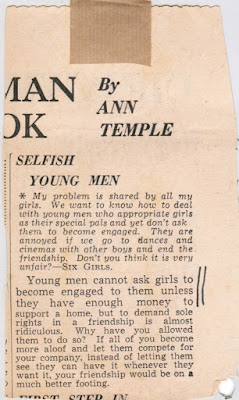 MAN
OK
By
ANN
TEMPLE
SELFISH
YOUNG MEN
* My problem is shared by all my
girls. We want to know how to deal
with young men who appropriate girls
as their special pals and yet don't ask
them to become engaged. They are
annoyed if we go to dances and
cinemas with other boys and end the
friendship. Don't you think it is very
unfair?—SIX GIRLS.
Young men cannot ask girls to
become engaged to them unless
they have enough money to
support a home, but to demand sole
rights in a friendship is almost
ridiculous. Why have you allowed
them to do so? If all of you become
more aloof and let them compete for
your company, instead of letting them
see they can have it whenever they
want it, your friendship would be on a
much better footing.
FIRST STEP IN